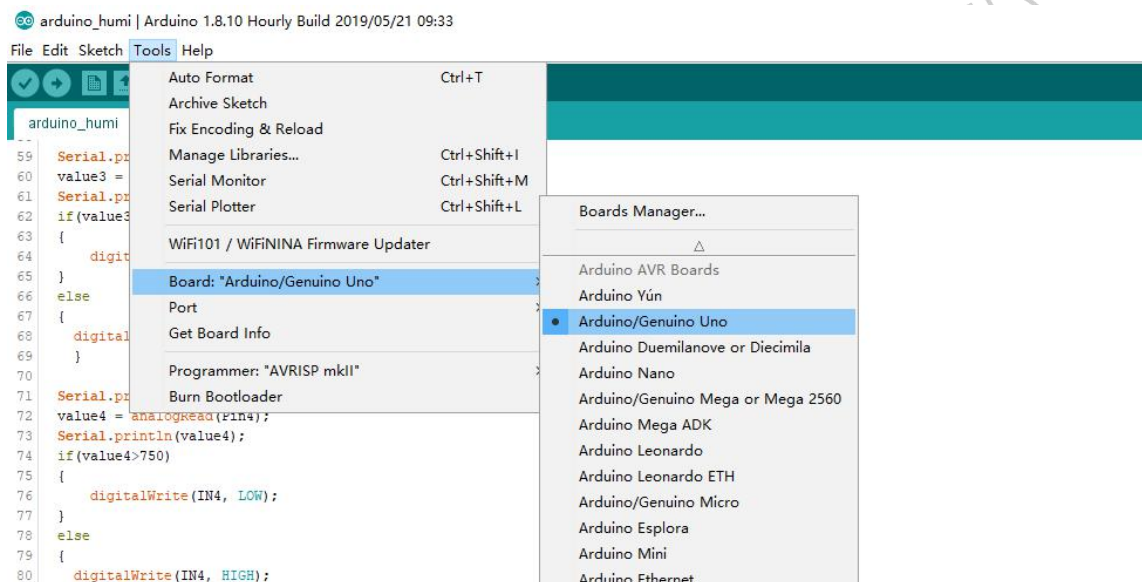 arduino_humi | Arduino 1.8.10 Hourly Build 2019/05/21 09:33
File Edit Sketch Tools Help
arduino_humi
Auto Format Ctrl+T
Archive Sketch
Fix Encoding & Reload
Manage Libraries... Ctrl+Shift+I
Serial Monitor Ctrl+Shift+M
Serial Plotter Ctrl+Shift+L
WiFi101 / WiFiNINA Firmware Updater
Board: "Arduino/Genuino Uno"
Port
Get Board Info
Programmer: "AVRISP mkII"
Burn Bootloader
Boards Manager...
Arduino AVR Boards
Arduino Yún
Arduino/Genuino Uno
Arduino Duemilanove or Diecimila
Arduino Nano
Arduino/Genuino Mega or Mega 2560
Arduino Mega ADK
Arduino Leonardo
Arduino Leonardo ETH
Arduino/Genuino Micro
Arduino Esplora
Arduino Mini
Arduino Ethernet
59 Serial.pr
60 value3 =
61 Serial.pr
62 if(value3
63 {
64 digit
65 }
66 else
67 {
68 digital
69 }
70
71 Serial.pr
72 value4 = analogRead(Pin4);
73 Serial.println(value4);
74 if(value4>750)
75 {
76 digitalWrite(IN4, LOW);
77 }
78 else
79 {
80 digitalWrite(IN4, HIGH);